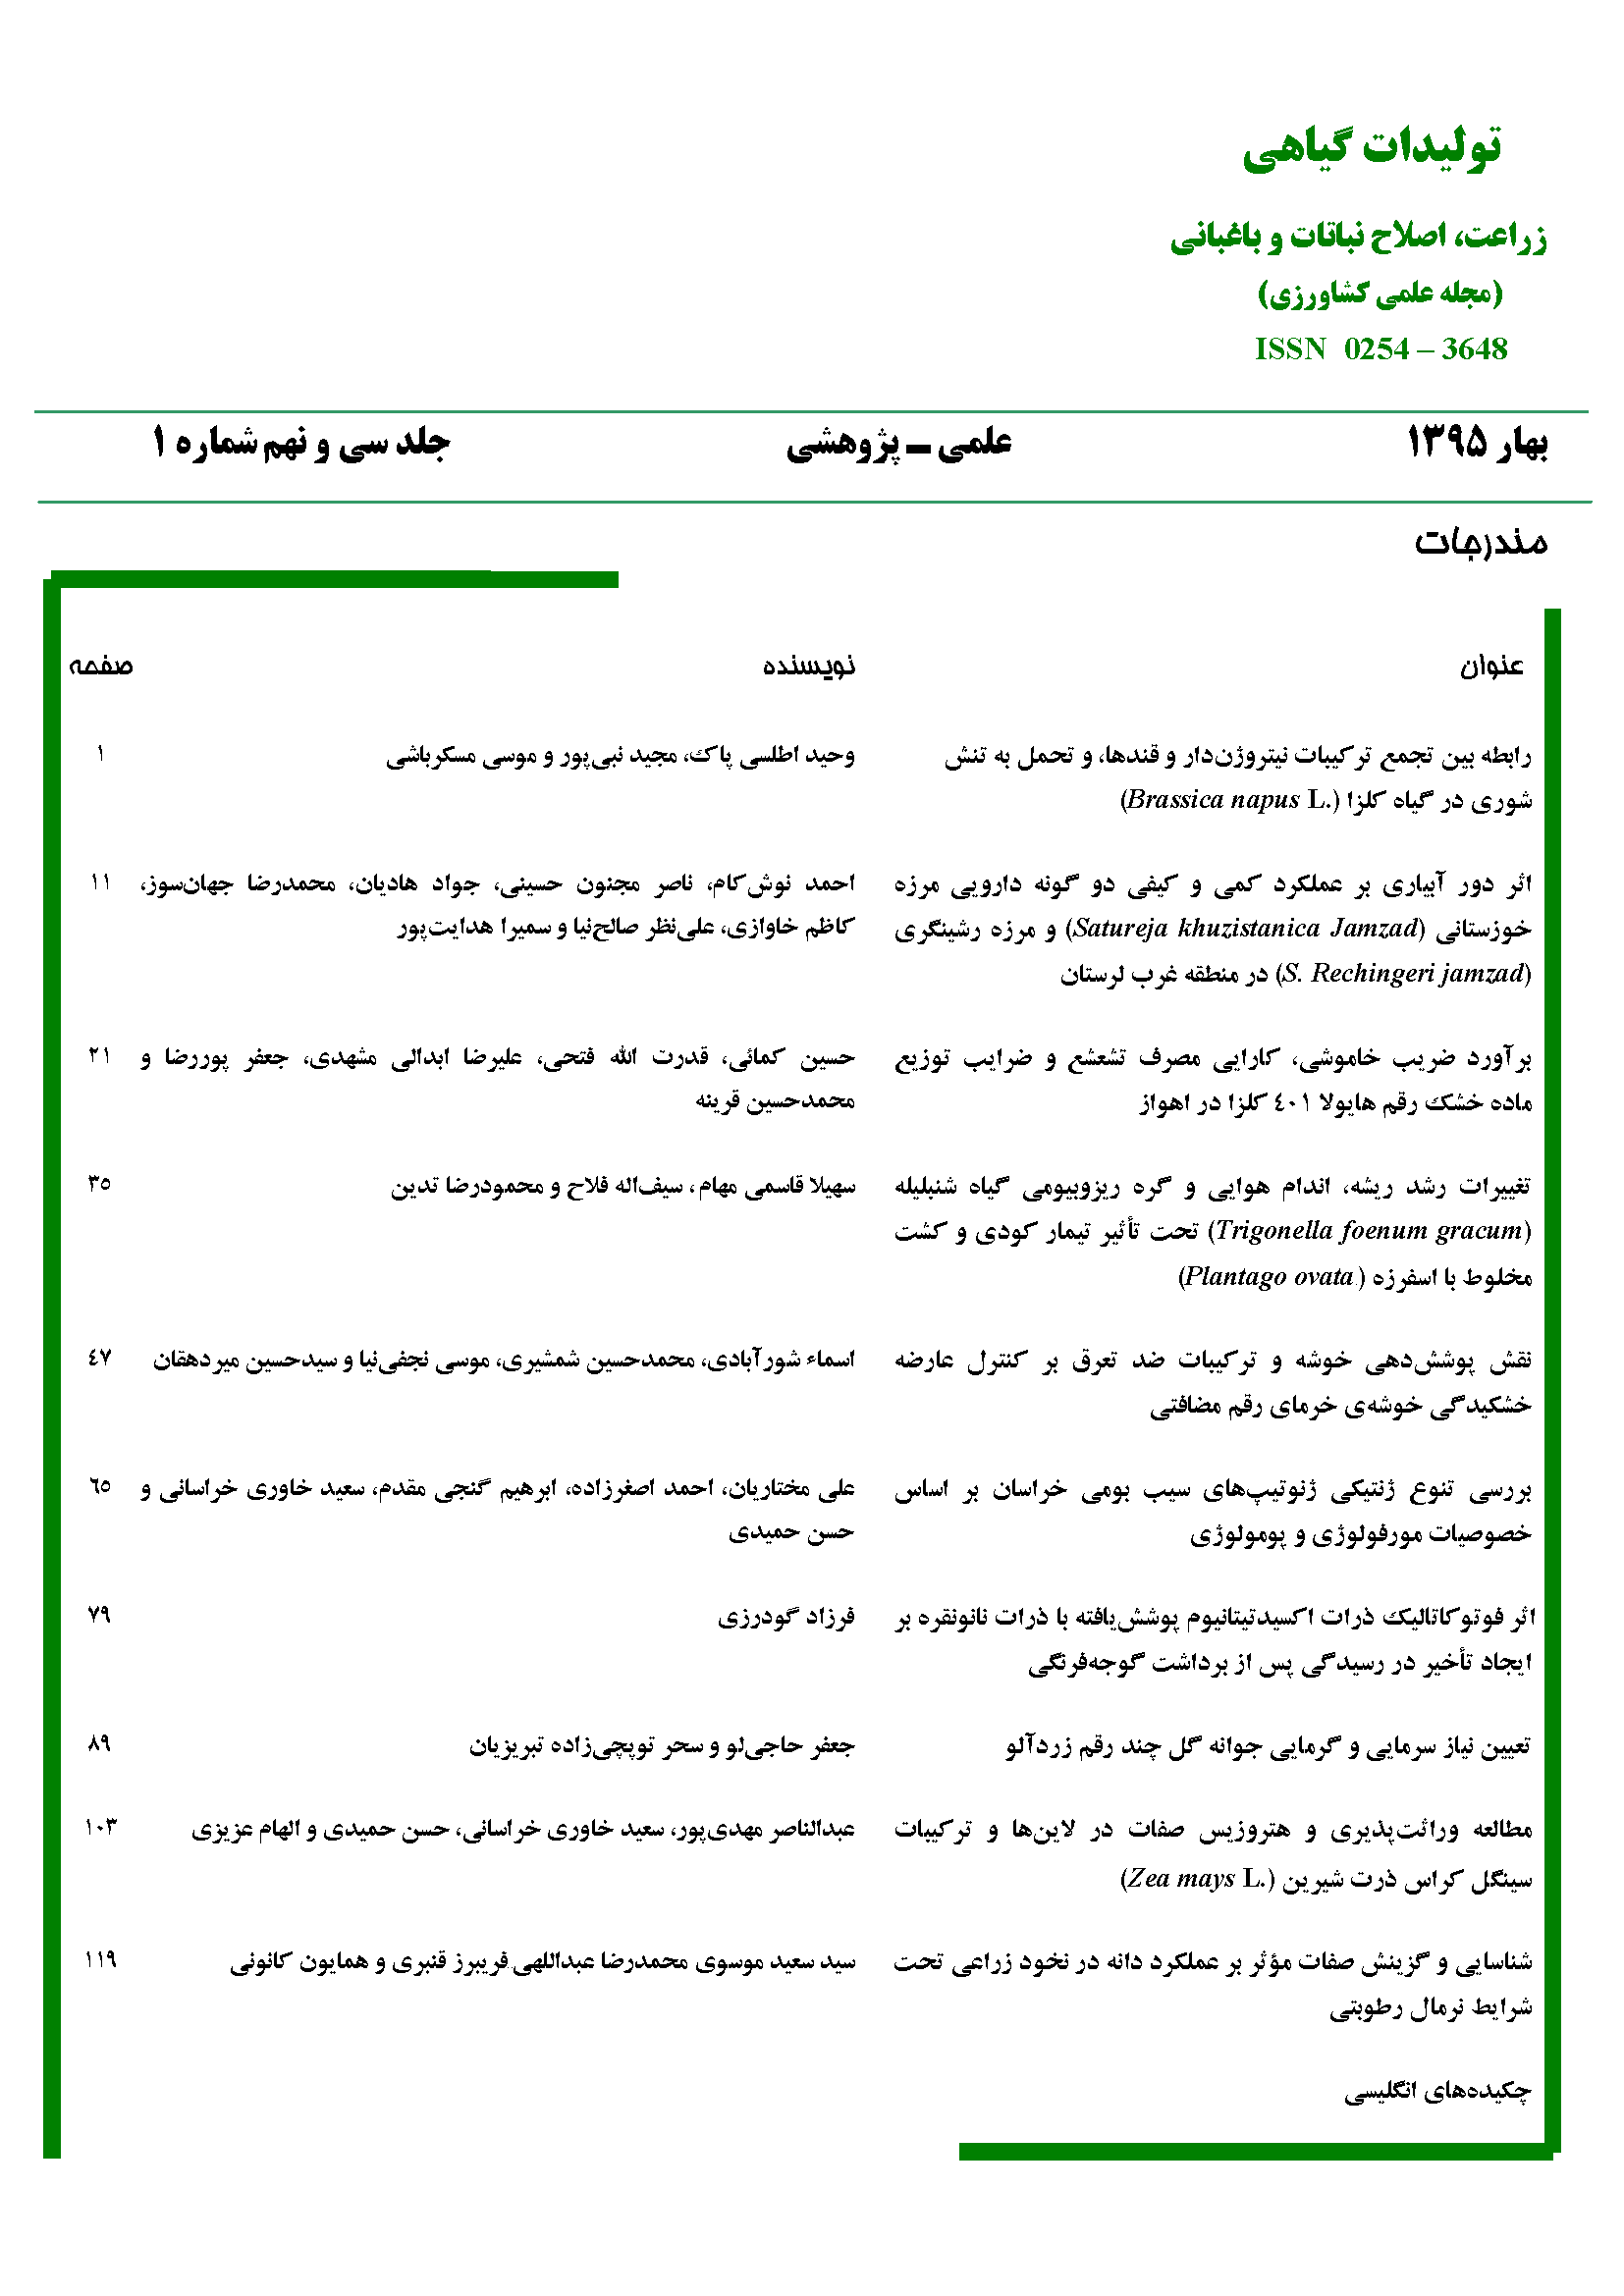 تولیدات گیاهی
زراعت، اصلاح نباتات و باغبانی
(مجله علمی کشاورزی)
ISSN 0254 – 3648
بهار ۱۳۹۵ علمی ـ پژوهشی جلد سی و نهم شماره ۱
مندرجات
عنوان نویسنده صفحه
رابطه بین تجمع ترکیبات نیتروژن‌دار و قندها، و تحمل به تنش وحید اطلسی پاک، مجید نبی‌پور و موسی مسکرباشی ۱
شوری در گیاه کلزا (Brassica napus L.)
اثر دور آبیاری بر عملکرد کمی و کیفی دو گونه دارویی مرزه احمد نوش‌کام، ناصر مجنون حسینی، جواد هادیان، محمدرضا جهان‌سوز، ۱۱
خوزستانی (Satureja khuzistanica Jamzad) و مرزه رشینگری کاظم خاوازی، علی‌نظر صالح‌نیا و سمیرا هدایت‌پور
(S. Rechingeri jamzad) در منطقه غرب لرستان
برآورد ضریب خاموشی، کارایی مصرف تشعشع و ضرایب توزیع حسین کمائی، قدرت الله فتحی، علیرضا ابدالی مشهدی، جعفر پوررضا و ۲۱
ماده خشک رقم هایولا ٤٠١ کلزا در اهواز محمدحسین قرینه
تغییرات رشد ریشه، اندام هوایی و گره ریزوبیومی گیاه شنبلیله سهیلا قاسمی مهام، سیف‌اله فلاح و محمودرضا تدین ۳٥
(Trigonella foenum gracum) تحت تأثیر تیمار کودی و کشت
مخلوط با اسفرزه (Plantago ovata)
نقش پوشش‌دهی خوشه و ترکیبات ضد تعرق بر کنترل عارضه اسماء شورآبادی، محمدحسین شمشیری، موسی نجفی‌نیا و سیدحسین میردهقان ٤۷
خشکیدگی خوشه‌ی خرمای رقم مضافتی
بررسی تنوع ژنتیکی ژنوتیپ‌های سیب بومی خراسان بر اساس علی مختاریان، احمد اصغرزاده، ابرهیم گنجی مقدم، سعید خاوری خراسانی و ٦٥
خصوصیات مورفولوژی و پومولوژی حسن حمیدی
اثر فوتوکاتالیک ذرات اکسیدتیتانیوم پوشش‌یافته با ذرات نانونقره بر فرزاد گودرزی ۷۹
ایجاد تأخیر در رسیدگی پس از برداشت گوجه‌فرنگی
تعیین نیاز سرمایی و گرمایی جوانه گل چند رقم زردآلو جعفر حاجی‌لو و سحر توپچی‌زاده تبریزیان ۸۹
مطالعه وراثت‌پذیری و هتروزیس صفات در لاین‌ها و ترکیبات عبدالناصر مهدی‌پور، سعید خاوری خراسانی، حسن حمیدی و الهام عزیزی ۱۰۳
سینگل کراس ذرت شیرین (Zea mays L.)
شناسایی و گزینش صفات مؤثر بر عملکرد دانه در نخود زراعی تحت سید سعید موسوی محمدرضا عبداللهی فریبرز قنبری و همایون کانونی ۱۱۹
شرایط نرمال رطوبتی
چکیده‌های انگلیسی